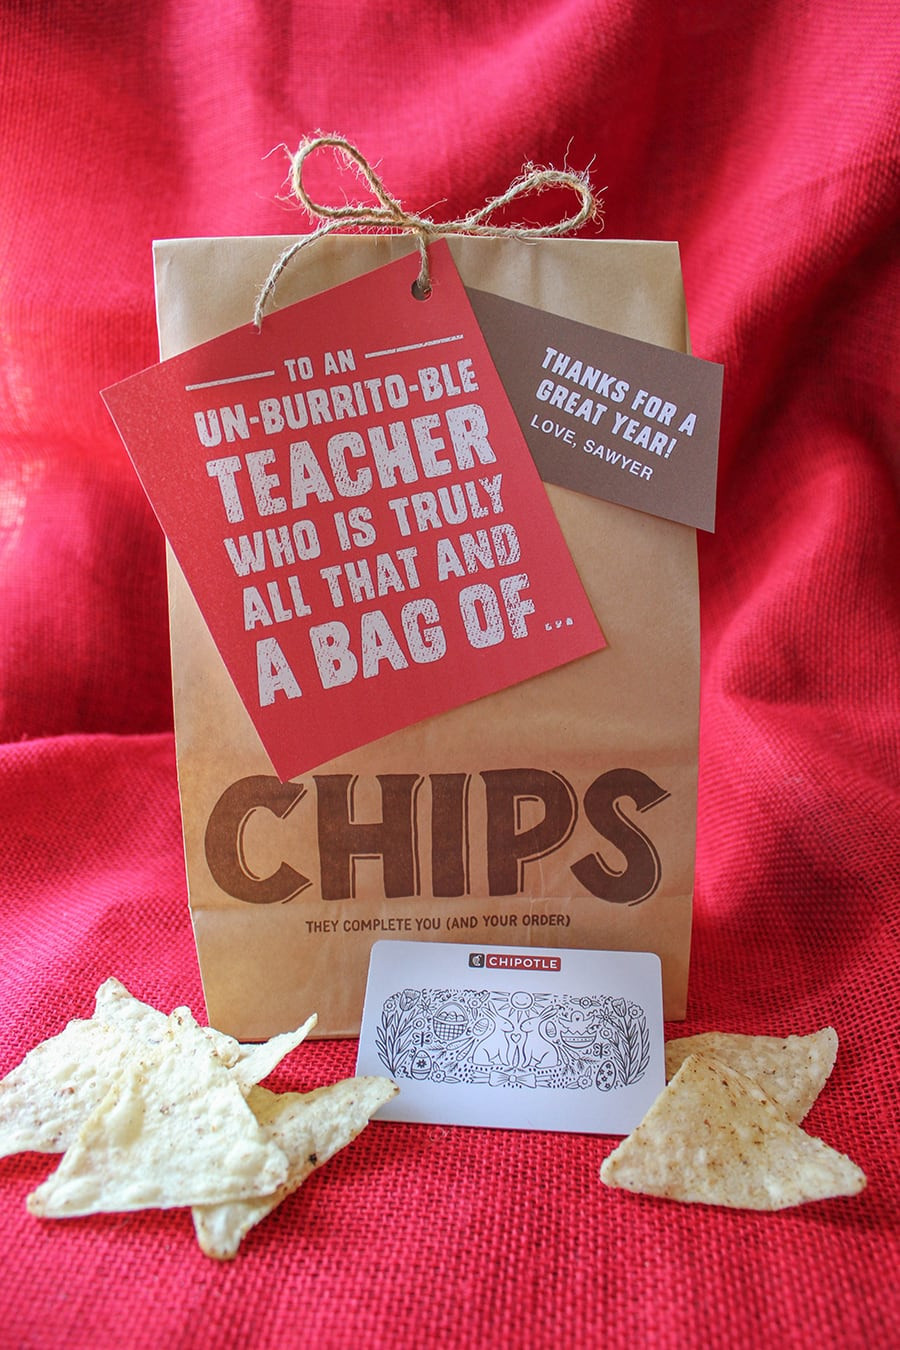 TO AN
UN-BURRITO-BLE
TEACHER
WHO IS TRULY
ALL THAT AND
A BAG OF...
THANKS FOR A
GREAT YEAR!
LOVE, SAWYER
CHIPS
THEY COMPLETE YOU (AND YOUR ORDER)
CHIPOTLE